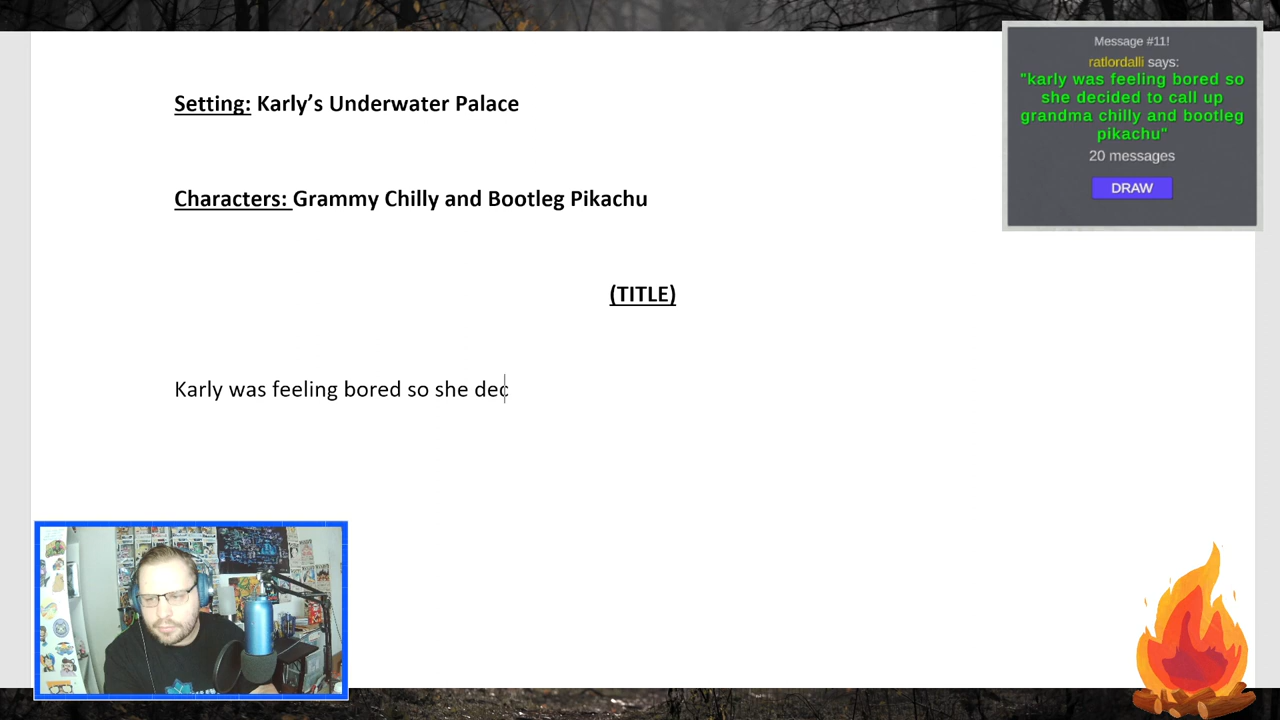 Message #11!
ratlordalli says:
"karly was feeling bored so
she decided to call up
grandma chilly and bootleg
pikachu"
20 messages
DRAW
Setting: Karly’s Underwater Palace
Characters: Grammy Chilly and Bootleg Pikachu
(TITLE)
Karly was feeling bored so she dec